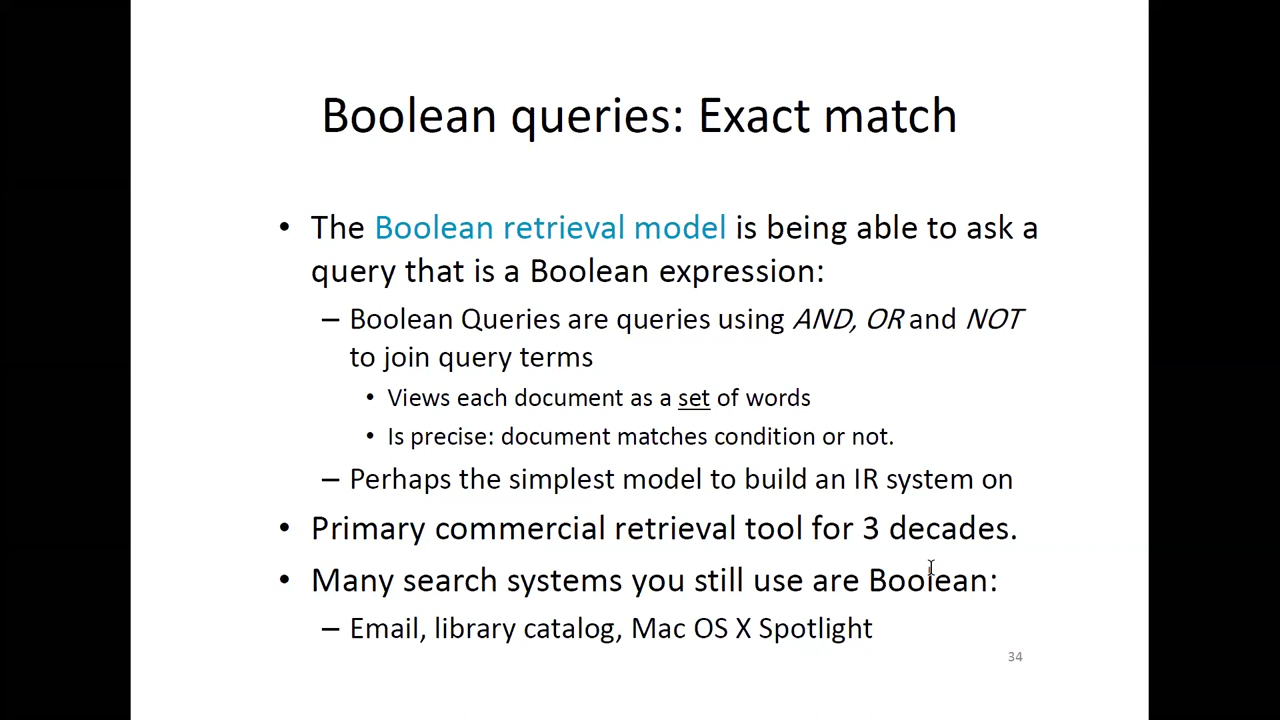 Boolean queries: Exact match
• The Boolean retrieval model is being able to ask a
query that is a Boolean expression:
– Boolean Queries are queries using AND, OR and NOT
to join query terms
• Views each document as a set of words
• Is precise: document matches condition or not.
– Perhaps the simplest model to build an IR system on
• Primary commercial retrieval tool for 3 decades.
• Many search systems you still use are Boolean:
– Email, library catalog, Mac OS X Spotlight
34